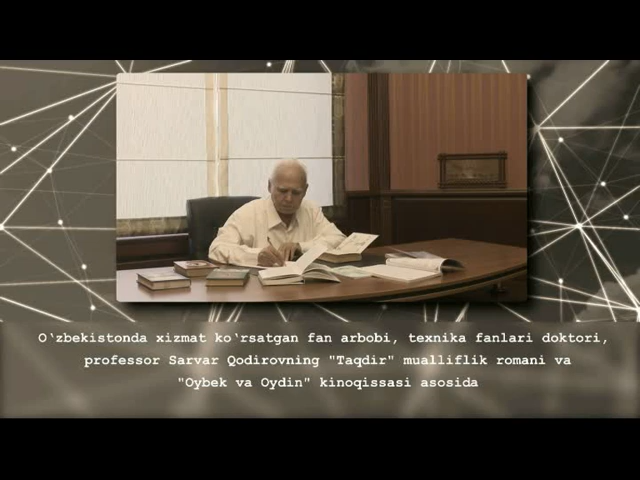 O‘zbekistonda xizmat ko‘rsatgan fan arbobi, texnika fanlari doktori,
professor Sarvar Qodirovning "Taqdir" mualliflik romani va
"Oybek va Oydin" kinoqissasi asosida